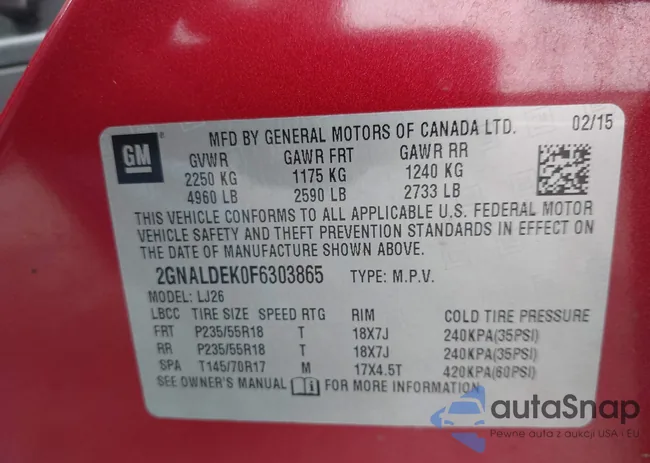 GM
MFD BY GENERAL MOTORS OF CANADA LTD. 02/15
GVWR GAWR FRT GAWR RR
2250 KG 1175 KG 1240 KG
4960 LB 2590 LB 2733 LB
THIS VEHICLE CONFORMS TO ALL APPLICABLE U.S. FEDERAL MOTOR
VEHICLE SAFETY AND THEFT PREVENTION STANDARDS IN EFFECT ON
THE DATE OF MANUFACTURE SHOWN ABOVE.
2GNALDEK0F6303865 TYPE: M.P.V.
MODEL: LJ26
LBCC TIRE SIZE SPEED RTG RIM COLD TIRE PRESSURE
FRT P235/55R18 T 18X7J 240KPA(35PSI)
RR P235/55R18 T 18X7J 240KPA(35PSI)
SPA T145/70R17 M 17X4.5T 420KPA(60PSI)
SEE OWNER'S MANUAL FOR MORE INFORMATION
autaSnap
Pewne auta z aukcji USA i EU